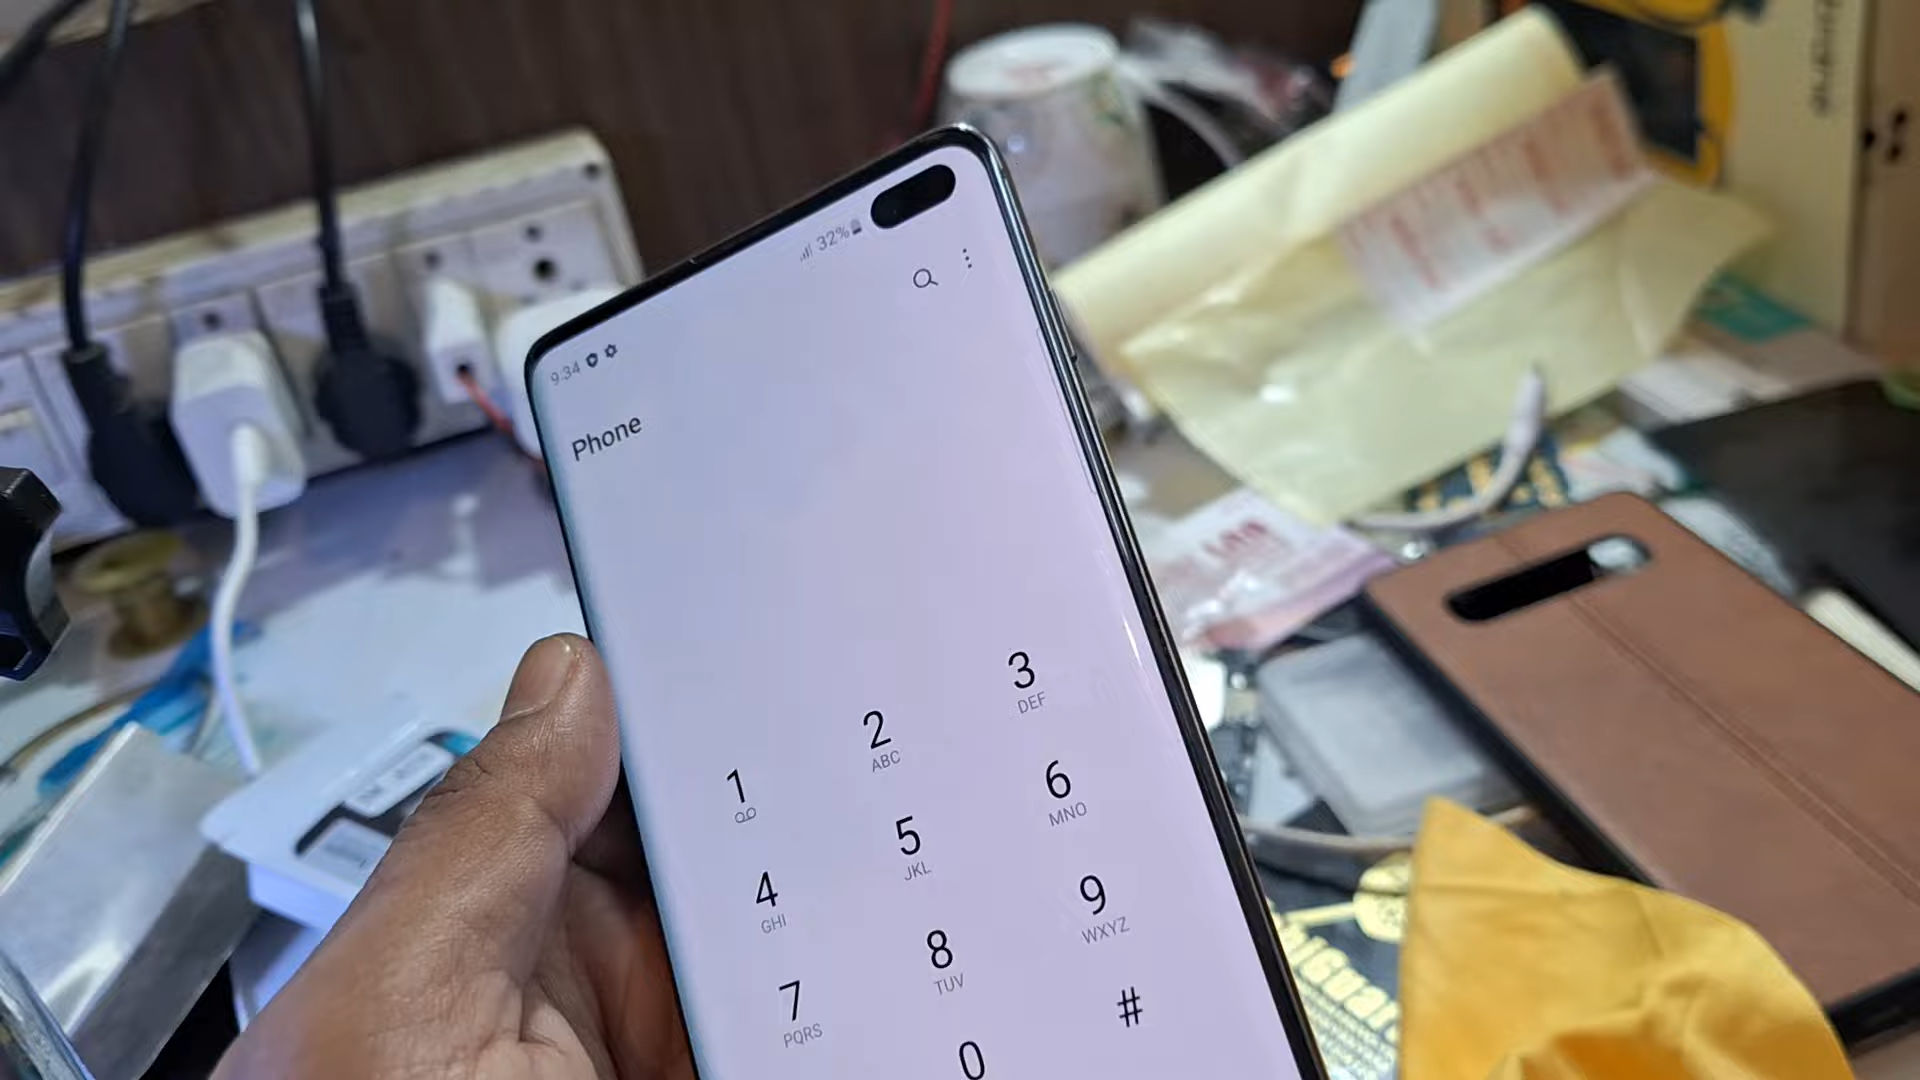 9:34
32%
Phone
1
2
ABC
3
DEF
4
GHI
5
JKL
6
MNO
7
PQRS
8
TUV
9
WXYZ
0
#